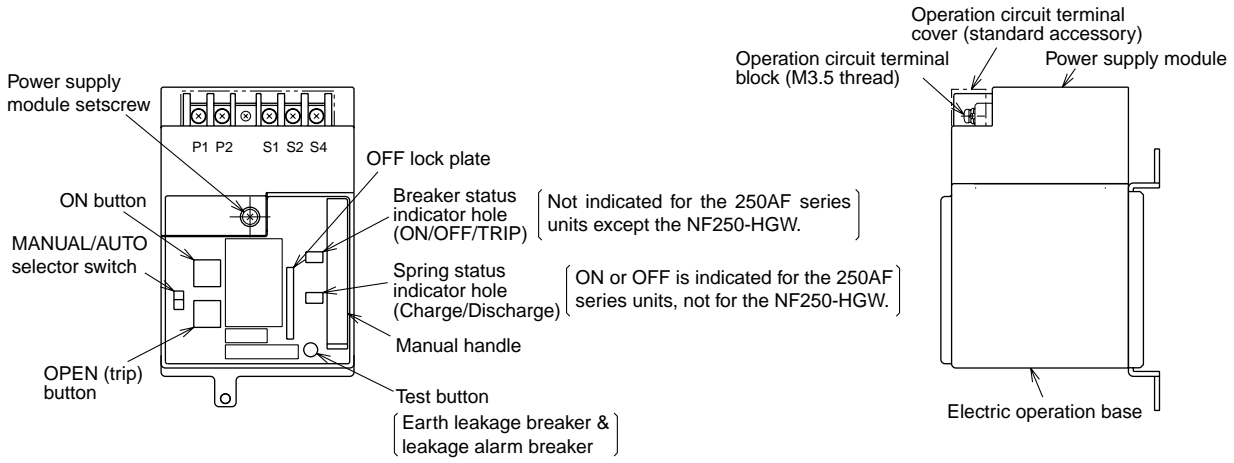 Power supply
module setscrew
P1 P2 S1 S2 S4
OFF lock plate
ON button
MANUAL/AUTO
selector switch
OPEN (trip)
button
Breaker status
indicator hole
(ON/OFF/TRIP)
Not indicated for the 250AF series
units except the NF250-HGW.
Spring status
indicator hole
(Charge/Discharge)
ON or OFF is indicated for the 250AF
series units, not for the NF250-HGW.
Manual handle
Test button
Earth leakage breaker &
leakage alarm breaker
Operation circuit terminal
cover (standard accessory)
Operation circuit terminal
block (M3.5 thread)
Power supply module
Electric operation base